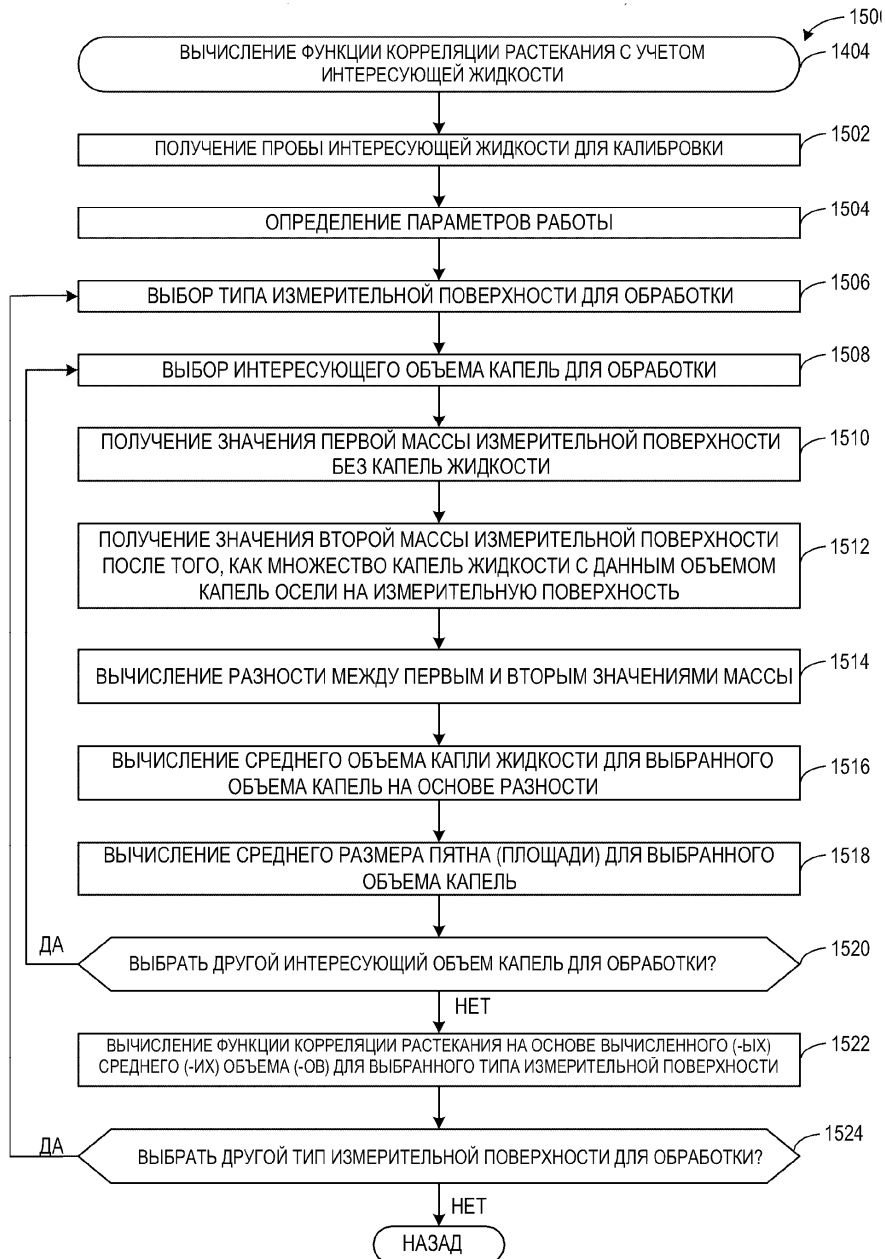 1500
ВЫЧИСЛЕНИЕ ФУНКЦИИ КОРРЕЛЯЦИИ РАСТЕКАНИЯ С УЧЕТОМ
ИНТЕРЕСУЮЩЕЙ ЖИДКОСТИ
1404
ПОЛУЧЕНИЕ ПРОБЫ ИНТЕРЕСУЮЩЕЙ ЖИДКОСТИ ДЛЯ КАЛИБРОВКИ
1502
ОПРЕДЕЛЕНИЕ ПАРАМЕТРОВ РАБОТЫ
1504
ВЫБОР ТИПА ИЗМЕРИТЕЛЬНОЙ ПОВЕРХНОСТИ ДЛЯ ОБРАБОТКИ
1506
ВЫБОР ИНТЕРЕСУЮЩЕГО ОБЪЕМА КАПЕЛЬ ДЛЯ ОБРАБОТКИ
1508
ПОЛУЧЕНИЕ ЗНАЧЕНИЯ ПЕРВОЙ МАССЫ ИЗМЕРИТЕЛЬНОЙ ПОВЕРХНОСТИ
БЕЗ КАПЕЛЬ ЖИДКОСТИ
1510
ПОЛУЧЕНИЕ ЗНАЧЕНИЯ ВТОРОЙ МАССЫ ИЗМЕРИТЕЛЬНОЙ ПОВЕРХНОСТИ
ПОСЛЕ ТОГО, КАК МНОЖЕСТВО КАПЕЛЬ ЖИДКОСТИ С ДАННЫМ ОБЪЕМОМ
КАПЕЛЬ ОСЕЛИ НА ИЗМЕРИТЕЛЬНУЮ ПОВЕРХНОСТЬ
1512
ВЫЧИСЛЕНИЕ РАЗНОСТИ МЕЖДУ ПЕРВЫМ И ВТОРЫМ ЗНАЧЕНИЯМИ МАССЫ
1514
ВЫЧИСЛЕНИЕ СРЕДНЕГО ОБЪЕМА КАПЛИ ЖИДКОСТИ ДЛЯ ВЫБРАННОГО
ОБЪЕМА КАПЕЛЬ НА ОСНОВЕ РАЗНОСТИ
1516
ВЫЧИСЛЕНИЕ СРЕДНЕГО РАЗМЕРА ПЯТНА (ПЛОЩАДИ) ДЛЯ ВЫБРАННОГО
ОБЪЕМА КАПЕЛЬ
1518
ДА
ВЫБРАТЬ ДРУГОЙ ИНТЕРЕСУЮЩИЙ ОБЪЕМ КАПЕЛЬ ДЛЯ ОБРАБОТКИ?
1520
НЕТ
ВЫЧИСЛЕНИЕ ФУНКЦИИ КОРРЕЛЯЦИИ РАСТЕКАНИЯ НА ОСНОВЕ ВЫЧИСЛЕННОГО (-ЫХ)
СРЕДНЕГО (-ИХ) ОБЪЕМА (-ОВ) ДЛЯ ВЫБРАННОГО ТИПА ИЗМЕРИТЕЛЬНОЙ ПОВЕРХНОСТИ
1522
ДА
ВЫБРАТЬ ДРУГОЙ ТИП ИЗМЕРИТЕЛЬНОЙ ПОВЕРХНОСТИ ДЛЯ ОБРАБОТКИ?
1524
НЕТ
НАЗАД